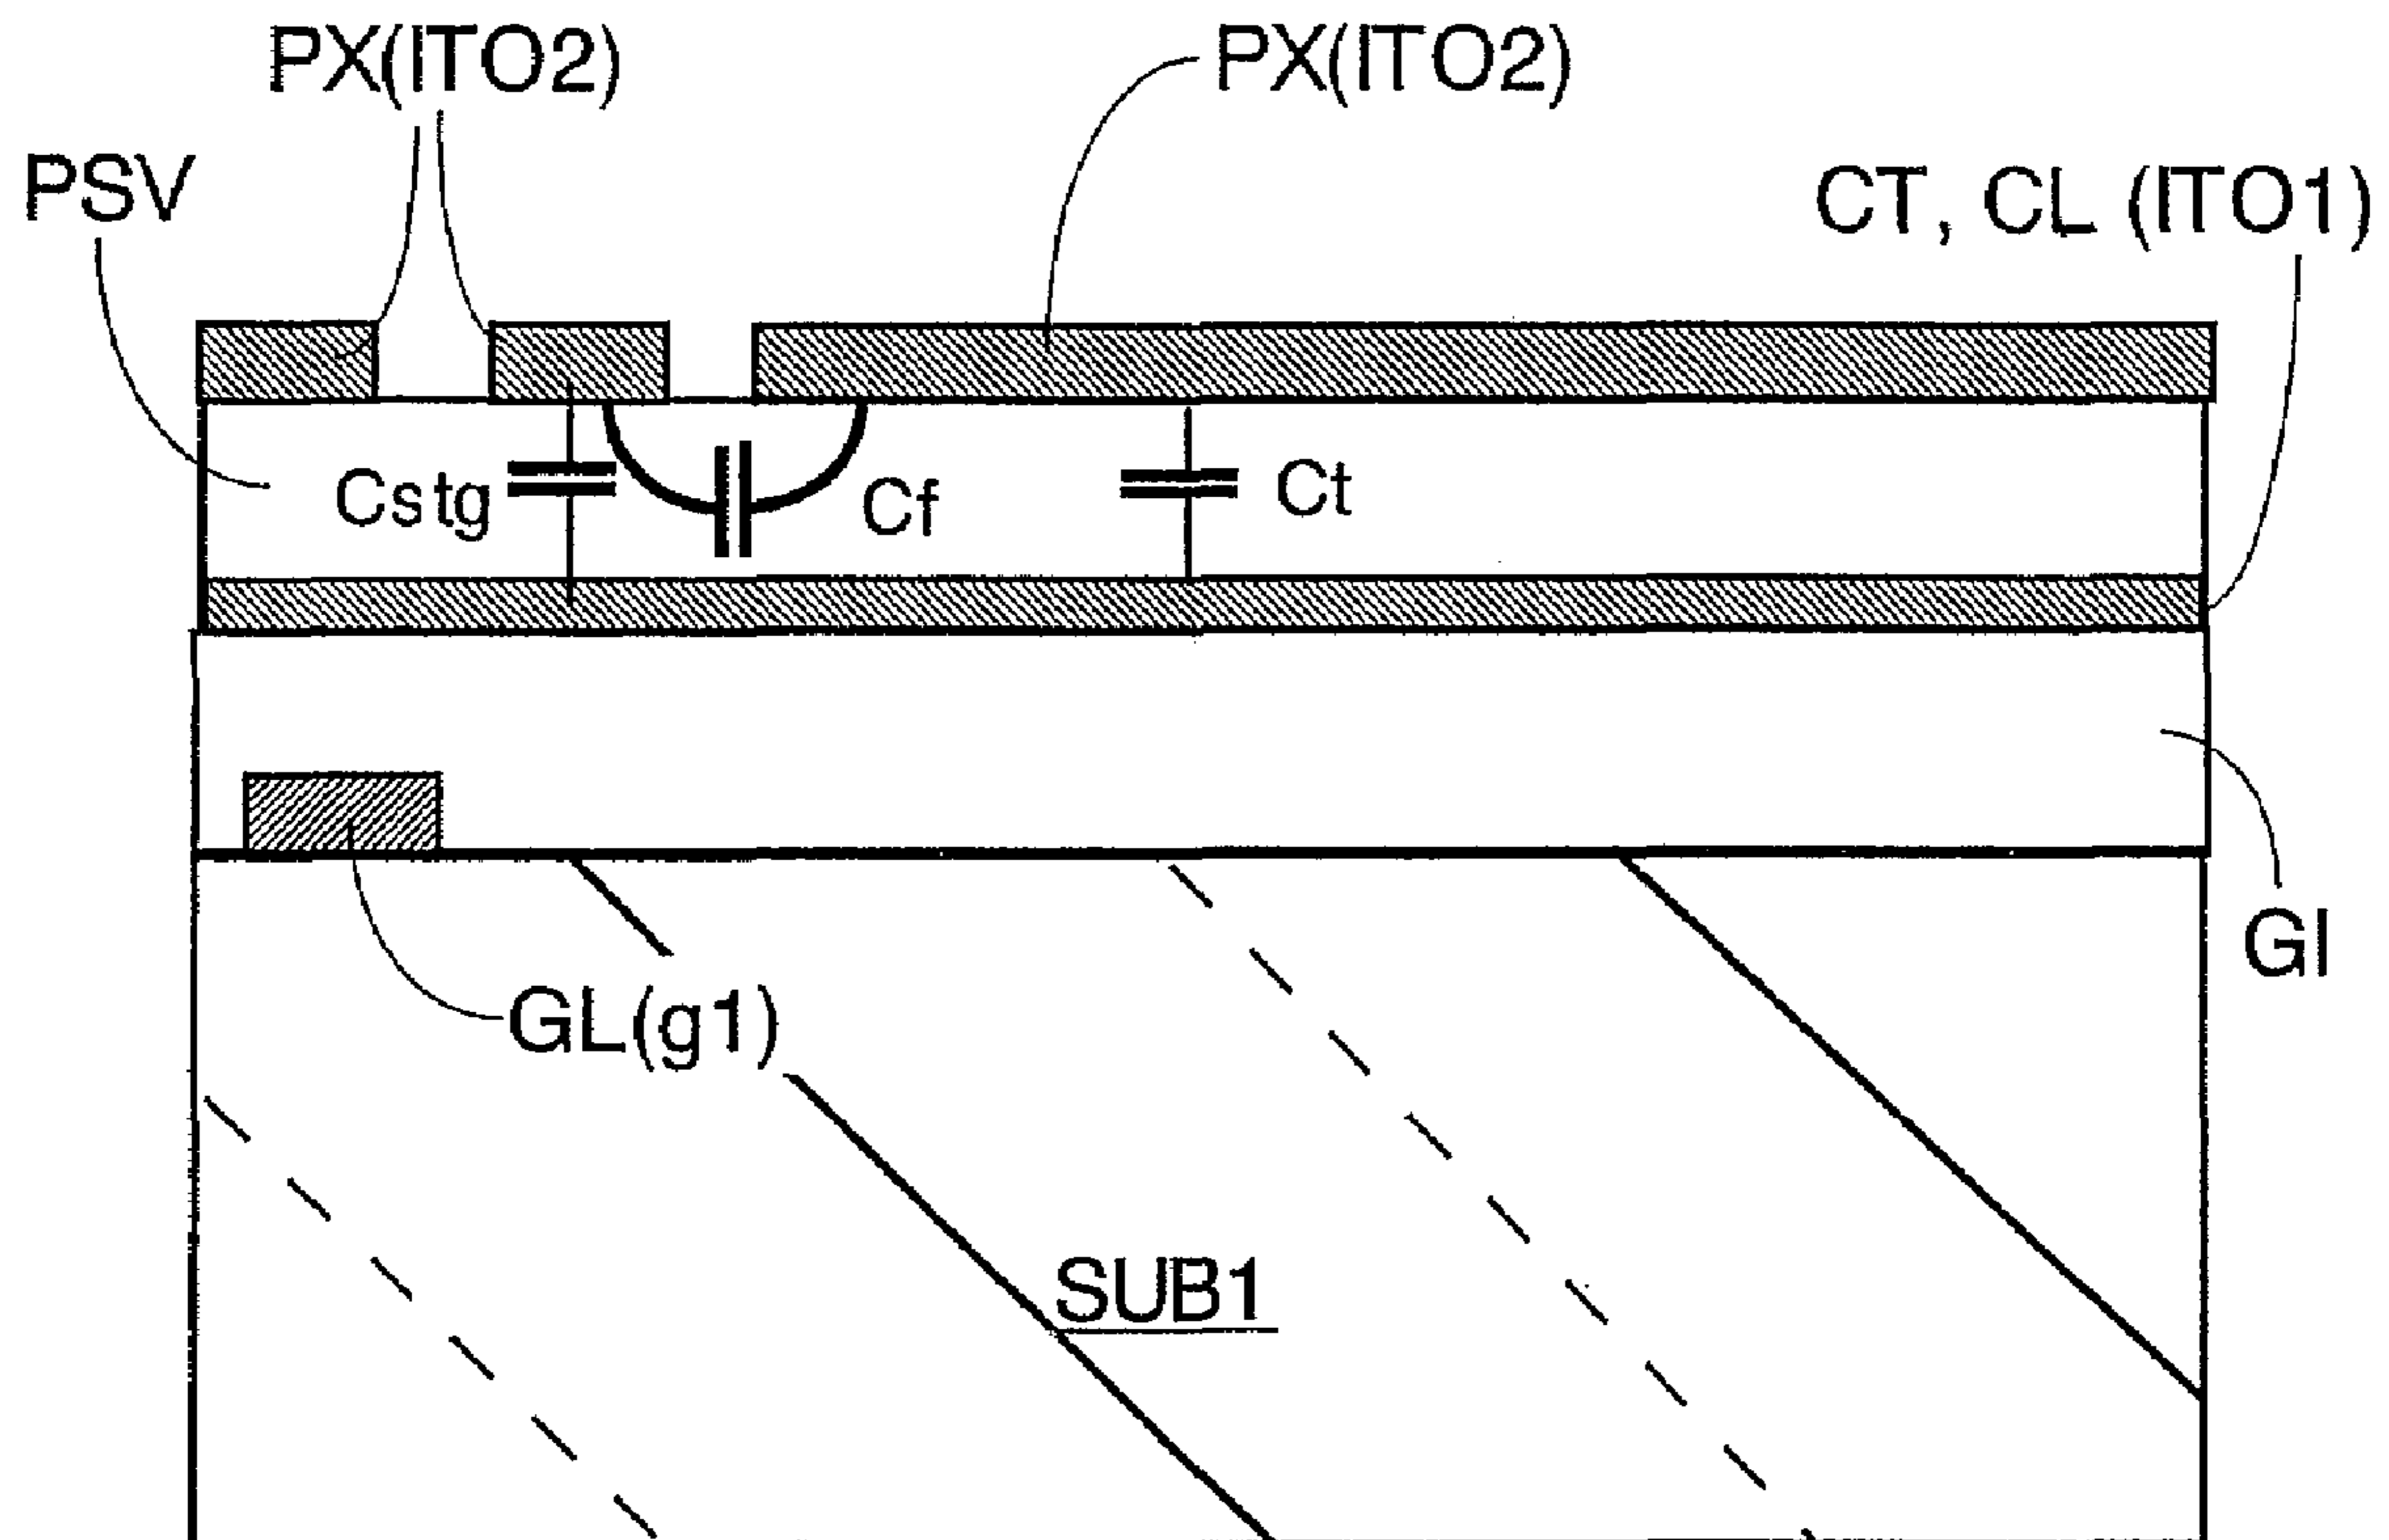 PX(ITO2)
PX(ITO2)
PSV
CT, CL (ITO1)
Cstg
Cf
Ct
GI
GL(g1)
SUB1